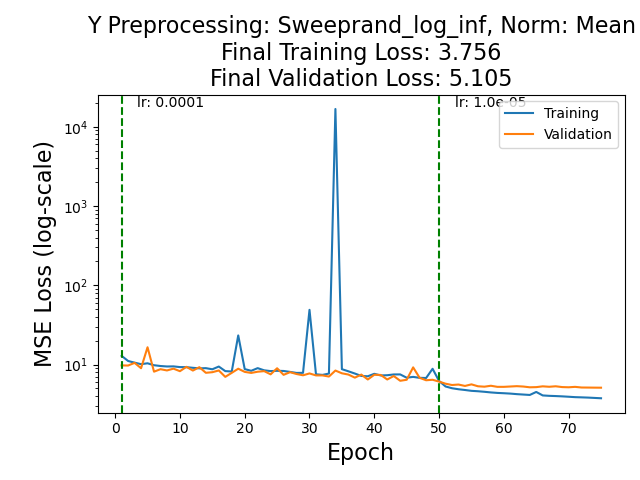 Y Preprocessing: Sweeprand_log_inf, Norm: Mean
Final Training Loss: 3.756
Final Validation Loss: 5.105
lr: 0.0001
lr: 1.0e-05
Training
Validation
MSE Loss (log-scale)
10⁴
10³
10²
10¹
0 10 20 30 40 50 60 70
Epoch